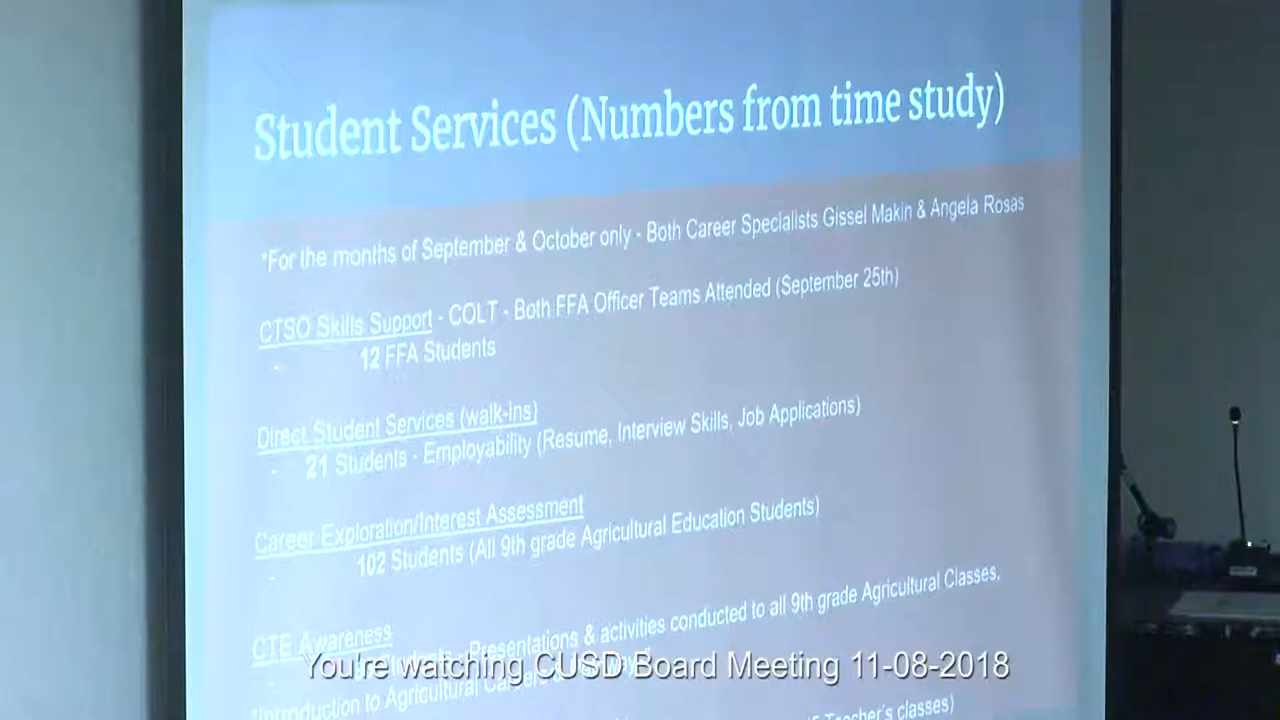 Student Services (Numbers from time study)
*For the months of September & October only - Both Career Specialists Gissel Makin & Angela Rosas
CTSO Skills Support - COLT - Both FFA Officer Teams Attended (September 25th)
- 12 FFA Students
Direct Student Services (walk-ins)
- 21 Students - Employability (Resume, Interview Skills, Job Applications)
Career Exploration/Interest Assessment
- 102 Students (All 9th grade Agricultural Education Students)
CTE Awareness
- Students - Presentations & activities conducted to all 9th grade Agricultural Classes.
You're watching CUSD Board Meeting 11-08-2018
"Introduction to Agricultural
Teacher's classes)